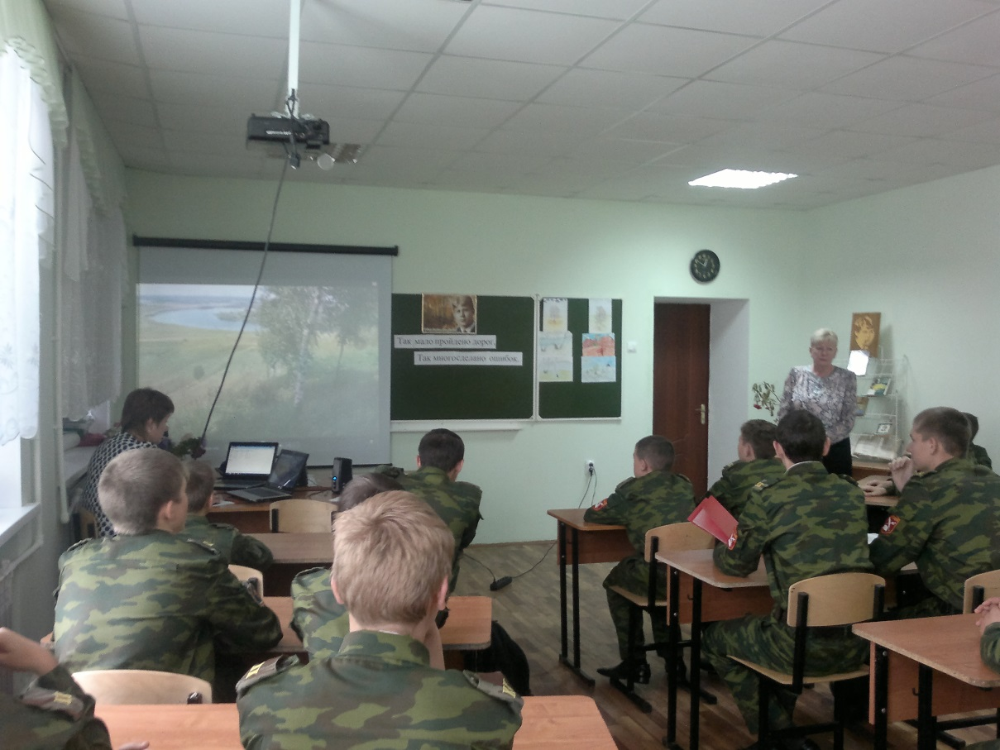 Так мало пройдено дорог,
Так много сделано ошибок.